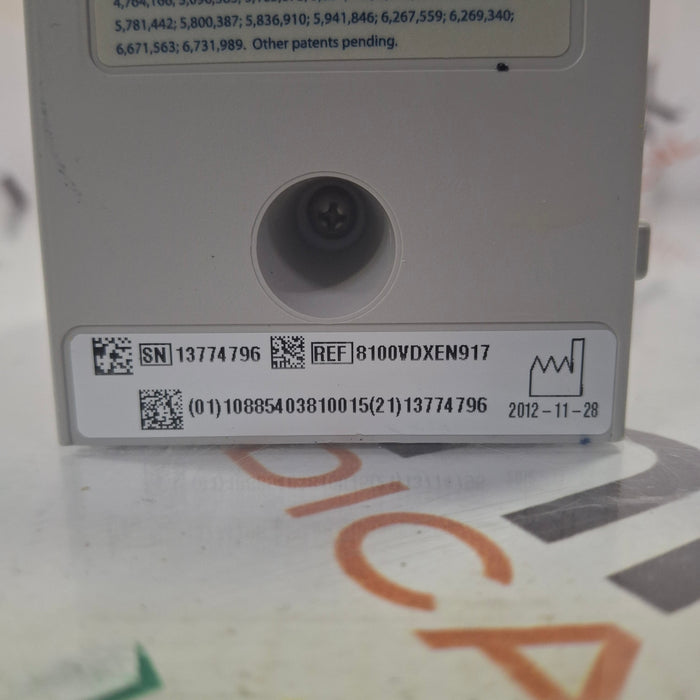 5,781,442; 5,800,387; 5,836,910; 5,941,846; 6,267,559; 6,269,340;
6,671,563; 6,731,989. Other patents pending.
SN 13774796 REF 8100VDXEN917
(01)10885403810015(21)13774796 2012-11-28
DICA